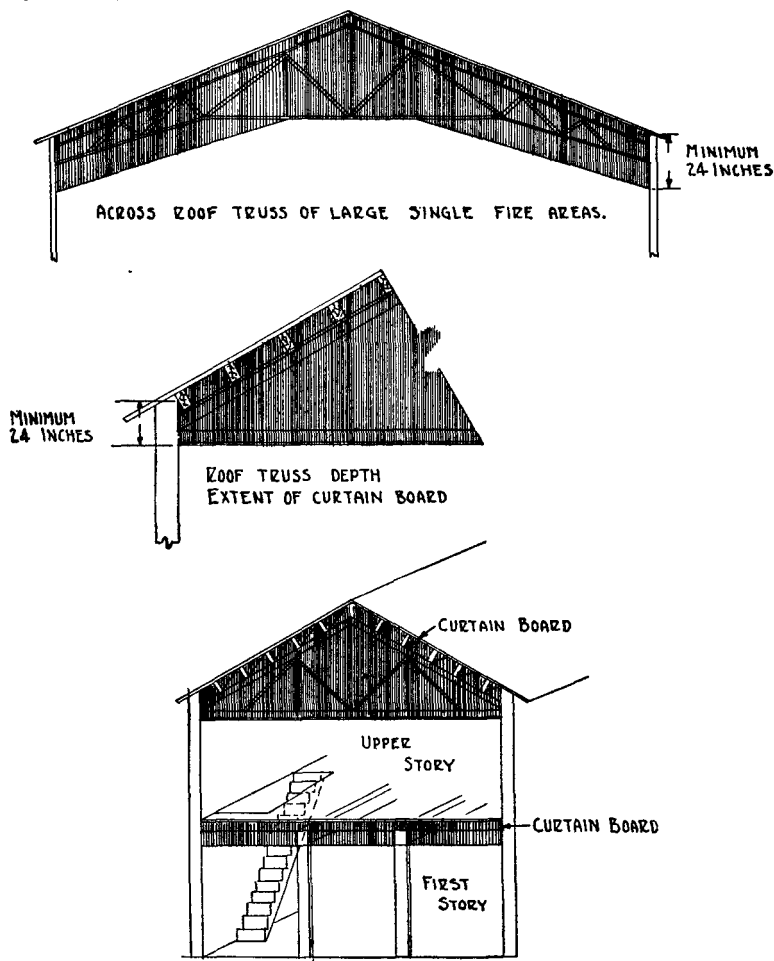 MINIMUM
24 INCHES
ACROSS ROOF TRUSS OF LARGE SINGLE FIRE AREAS.
MINIMUM
24 INCHES
ROOF TRUSS DEPTH
EXTENT OF CURTAIN BOARD
CURTAIN BOARD
UPPER
STORY
CURTAIN BOARD
FIRST
STORY